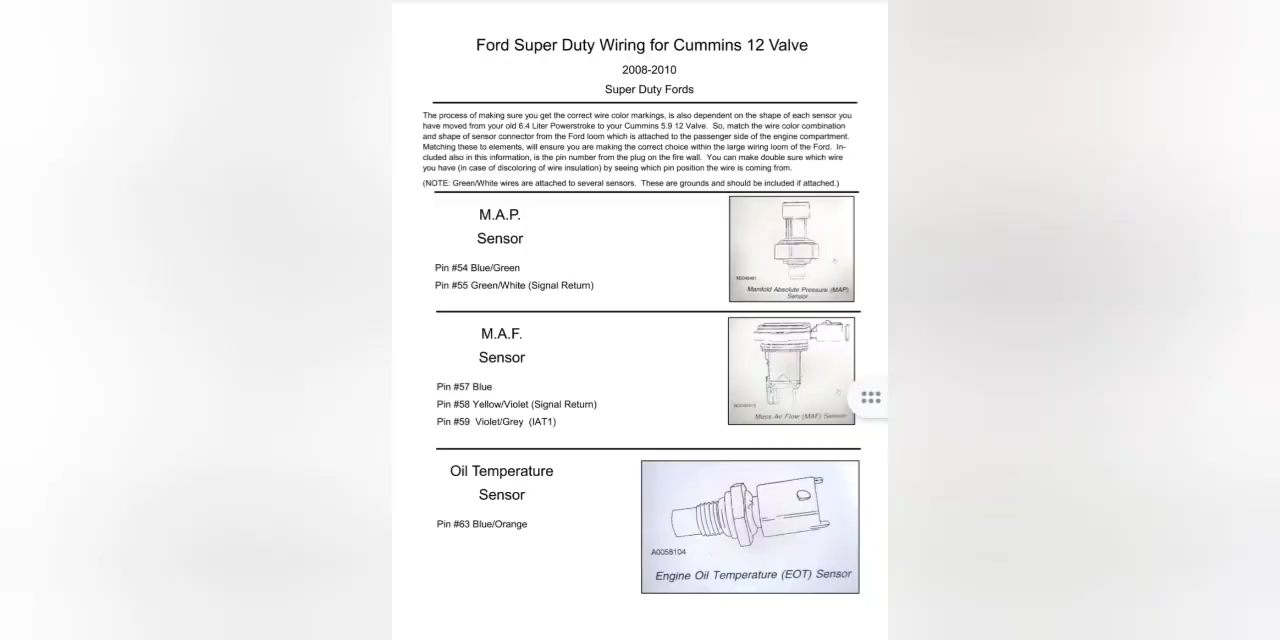 Ford Super Duty Wiring for Cummins 12 Valve
2008-2010
Super Duty Fords
The process of making sure you get the correct wire color markings, is also dependent on the shape of each sensor you
have moved from your old 6.4 Liter Powerstroke to your Cummins 5.9 12 Valve. So, match the wire color combination
and shape of sensor connector from the Ford loom which is attached to the passenger side of the engine compartment.
Matching these to elements, will ensure you are making the correct choice within the large wiring loom of the Ford. In-
cluded also in this information, is the pin number from the plug on the fire wall. You can make double sure which wire
you have (in case of discoloring of wire insulation) by seeing which pin position the wire is coming from.
(NOTE: Green/White wires are attached to several sensors. These are grounds and should be included if attached.)
M.A.P.
Sensor
Pin #54 Blue/Green
Pin #55 Green/White (Signal Return)
Manifold Absolute Pressure (MAP)
Sensor
M.A.F.
Sensor
Pin #57 Blue
Pin #58 Yellow/Violet (Signal Return)
Pin #59 Violet/Grey (IAT1)
Mass Air Flow (MAT) Sensor
Oil Temperature
Sensor
Pin #63 Blue/Orange
A0058104
Engine Oil Temperature (EOT) Sensor